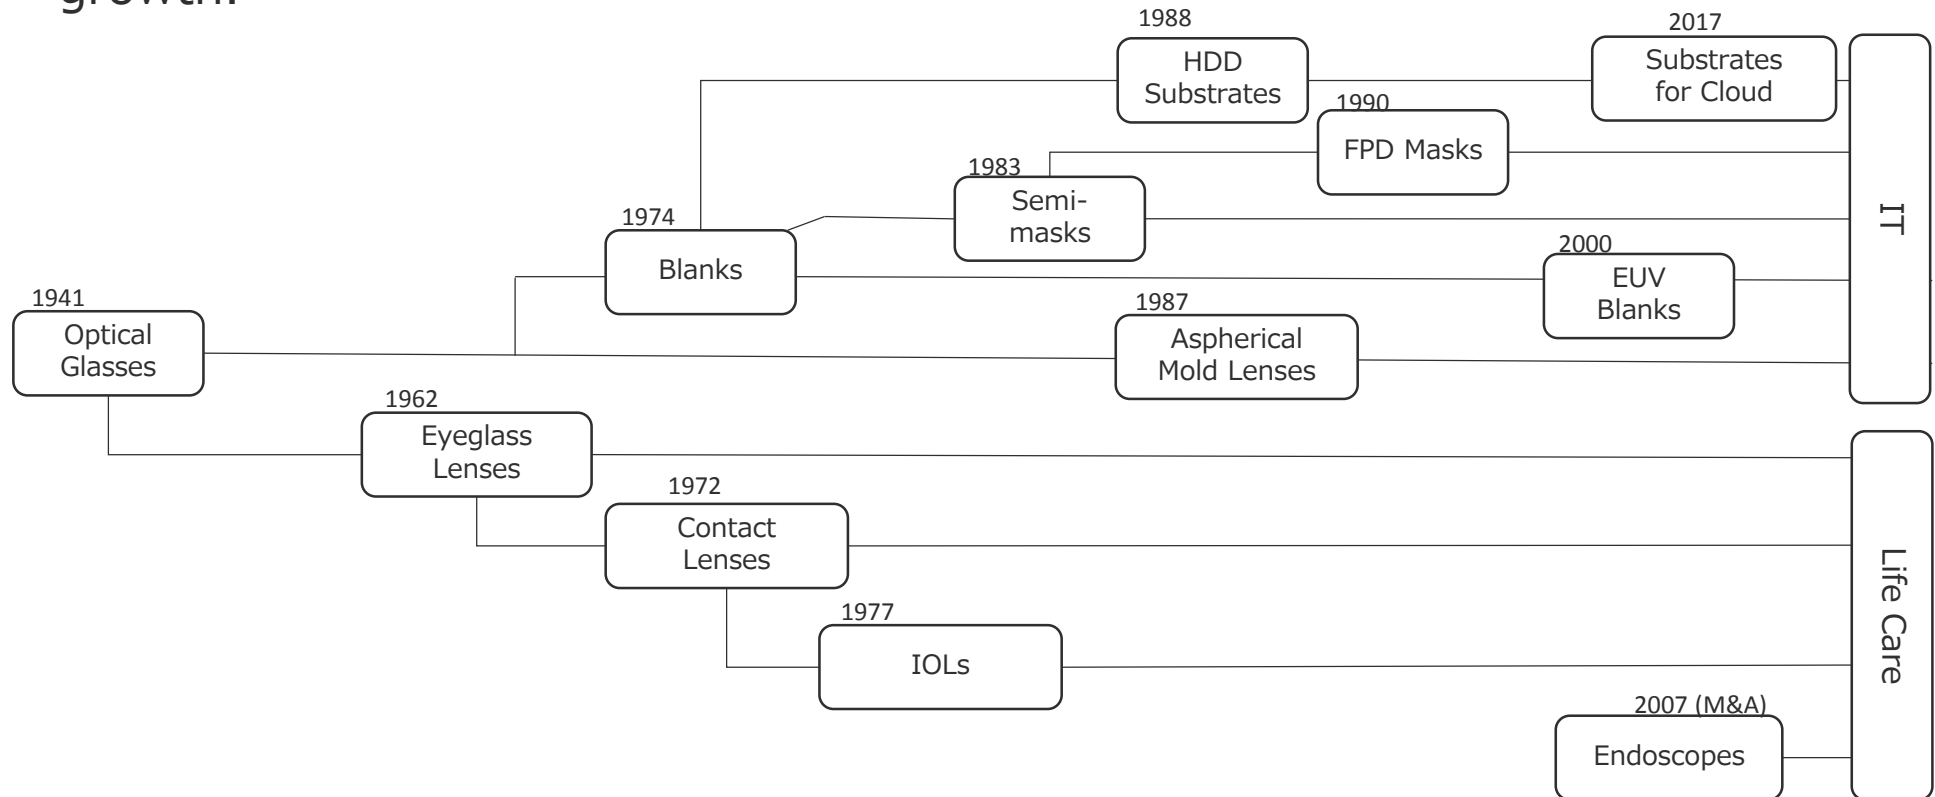 growth.
1988
HDD
Substrates
2017
Substrates
for Cloud
1990
FPD Masks
1983
Semi-
masks
1974
Blanks
2000
EUV
Blanks
IT
1941
Optical
Glasses
1987
Aspherical
Mold Lenses
1962
Eyeglass
Lenses
1972
Contact
Lenses
1977
IOLs
Life Care
2007 (M&A)
Endoscopes